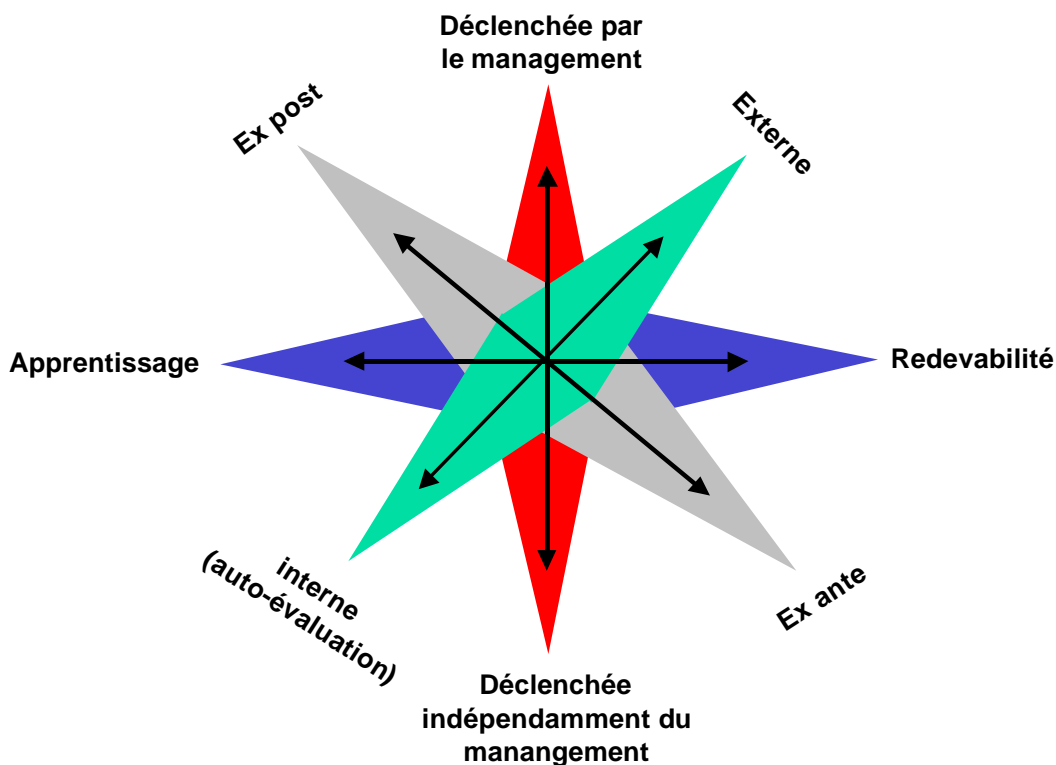 Déclenchée par
le management
Ex post
Externe
Apprentissage
Redevabilité
interne
(auto-évaluation)
Ex ante
Déclenchée
indépendamment du
manangement